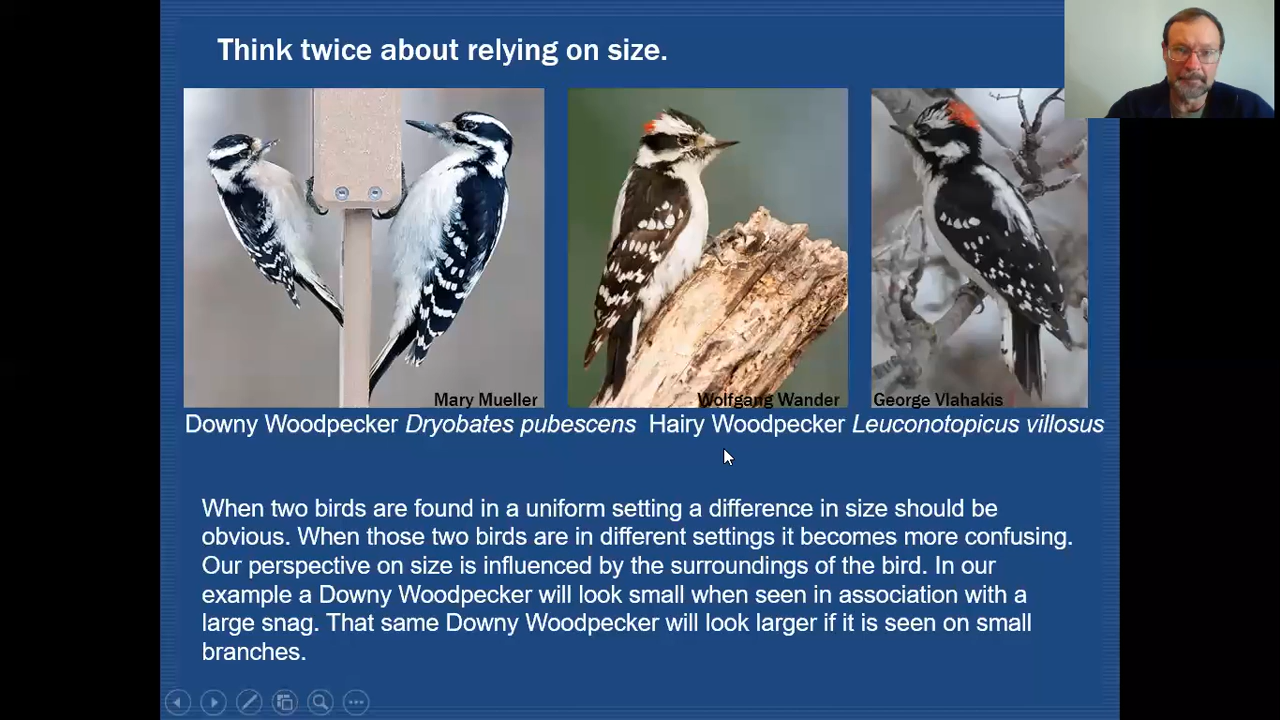 Think twice about relying on size.
Mary Mueller
Wolfgang Wander
George Vlahakis
Downy Woodpecker Dryobates pubescens Hairy Woodpecker Leuconotopicus villosus
When two birds are found in a uniform setting a difference in size should be
obvious. When those two birds are in different settings it becomes more confusing.
Our perspective on size is influenced by the surroundings of the bird. In our
example a Downy Woodpecker will look small when seen in association with a
large snag. That same Downy Woodpecker will look larger if it is seen on small
branches.